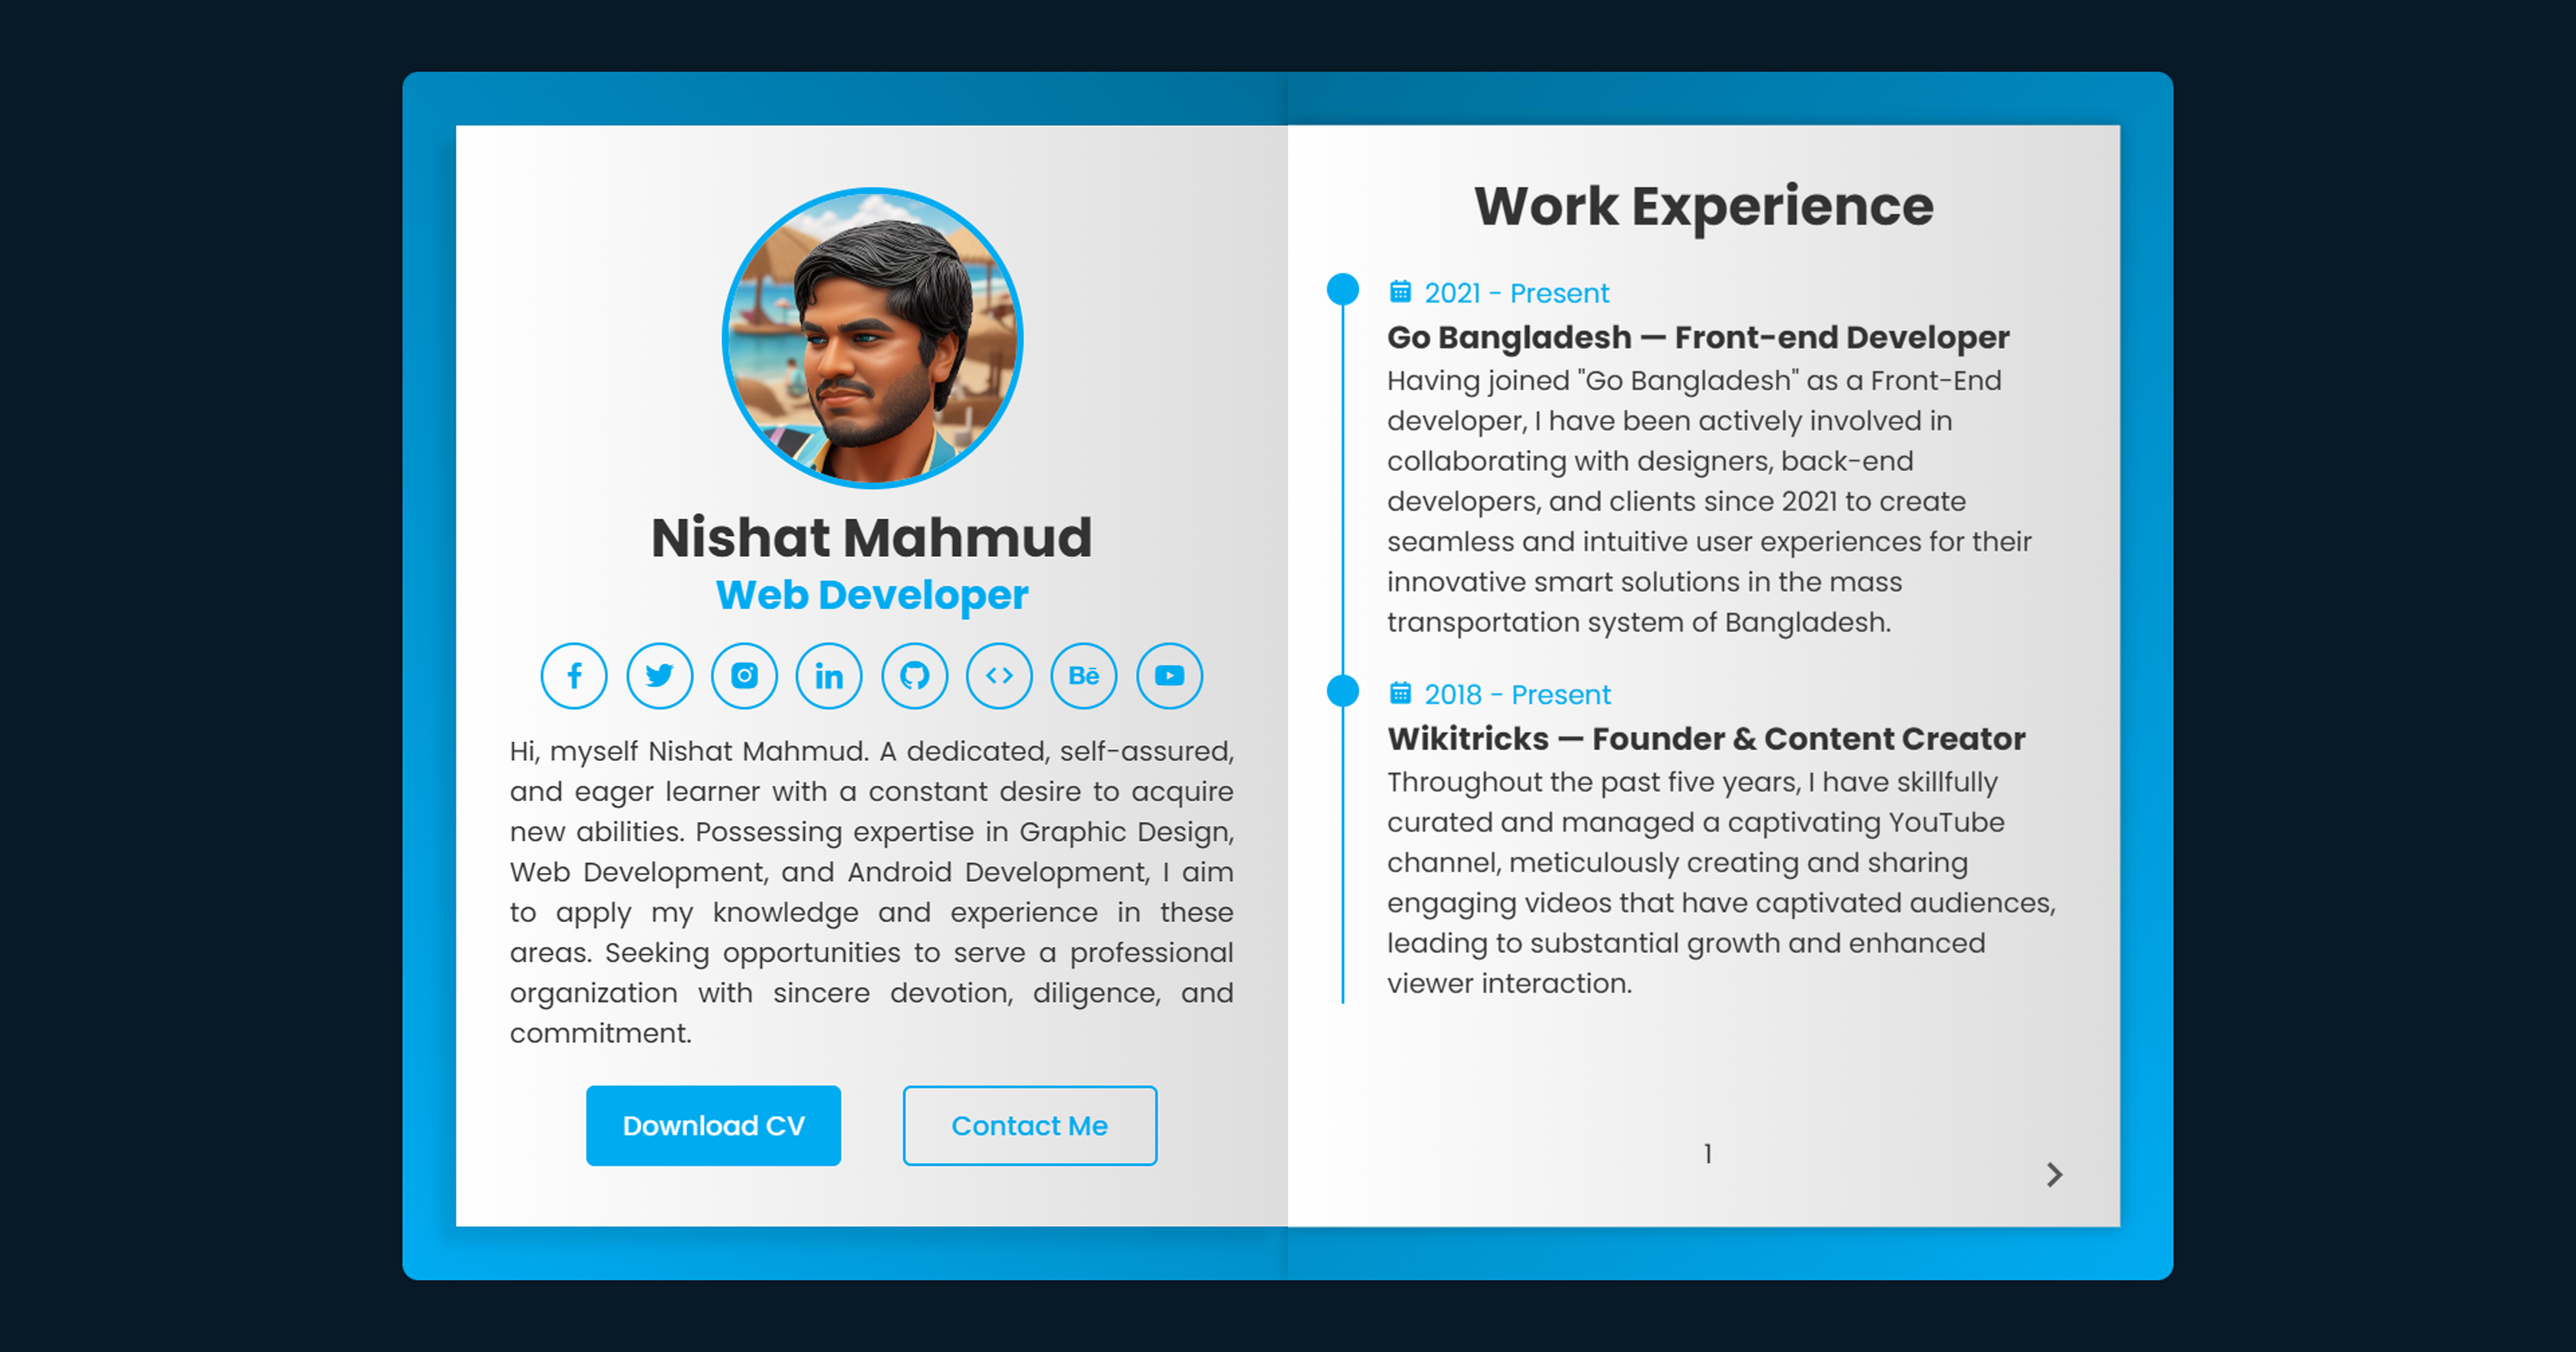 Nishat Mahmud
Web Developer
Bē
Hi, myself Nishat Mahmud. A dedicated, self-assured,
and eager learner with a constant desire to acquire
new abilities. Possessing expertise in Graphic Design,
Web Development, and Android Development, I aim
to apply my knowledge and experience in these
areas. Seeking opportunities to serve a professional
organization with sincere devotion, diligence, and
commitment.
Download CV
Contact Me
Work Experience
2021 - Present
Go Bangladesh — Front-end Developer
Having joined "Go Bangladesh" as a Front-End
developer, I have been actively involved in
collaborating with designers, back-end
developers, and clients since 2021 to create
seamless and intuitive user experiences for their
innovative smart solutions in the mass
transportation system of Bangladesh.
2018 - Present
Wikitricks — Founder & Content Creator
Throughout the past five years, I have skillfully
curated and managed a captivating YouTube
channel, meticulously creating and sharing
engaging videos that have captivated audiences,
leading to substantial growth and enhanced
viewer interaction.
1